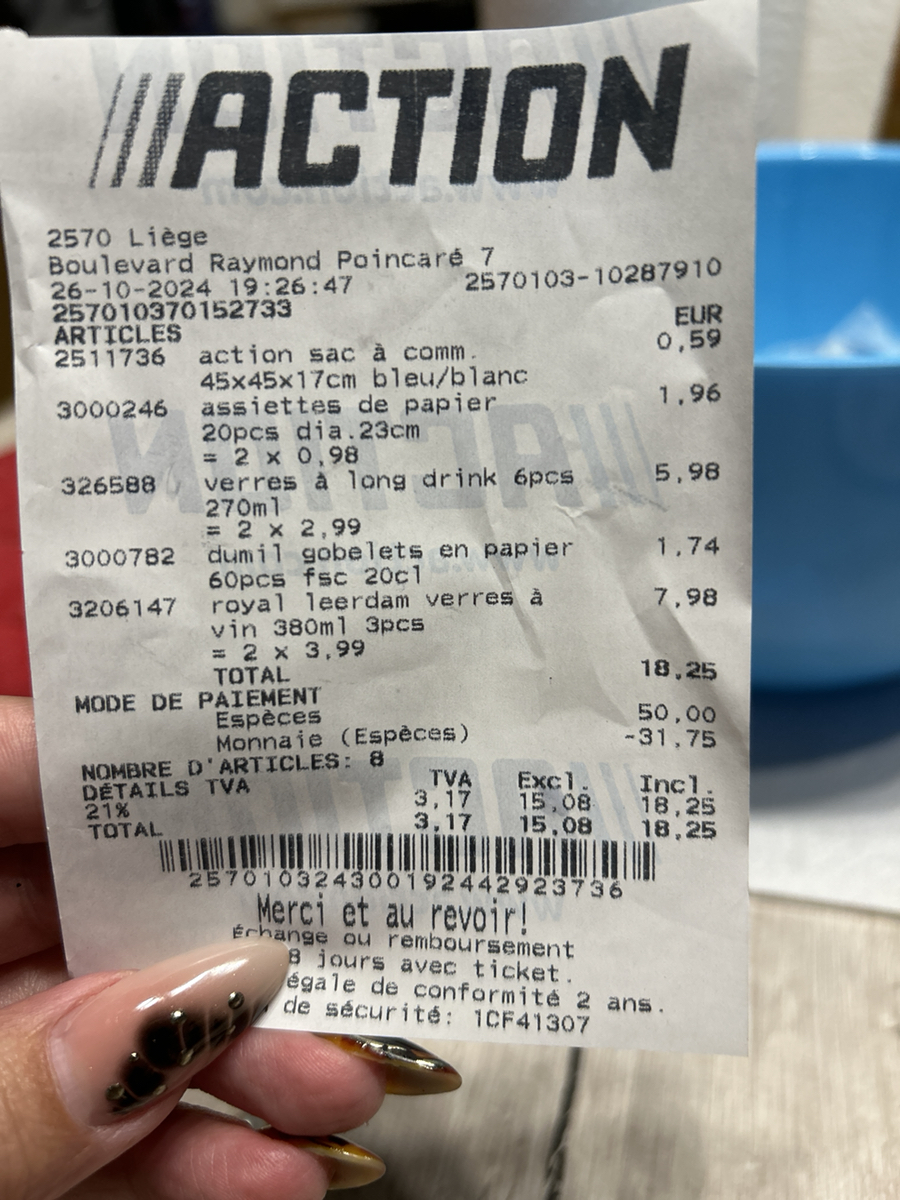 ACTION
2570 Liège
Boulevard Raymond Poincaré 7
26-10-2024 19:26:47 2570103-10287910
257010370152733
EUR
ARTICLES
2511736 action sac à comm. 0,59
45x45x17cm bleu/blanc
3000246 assiettes de papier 1,96
20pcs dia.23cm
= 2 x 0,98
326588 verres à long drink 6pcs 5,98
270ml
= 2 x 2,99
3000782 dumil gobelets en papier 1,74
60pcs fsc 20cl
3206147 royal leerdam verres à 7,98
vin 380ml 3pcs
= 2 x 3,99
TOTAL 18,25
MODE DE PAIEMENT
Espèces 50,00
Monnaie (Espèces) -31,75
NOMBRE D'ARTICLES: 8
DÉTAILS TVA TVA Excl. Incl.
21% 3,17 15,08 18,25
TOTAL 3,17 15,08 18,25
257010324300192442923736
Merci et au revoir!
Échange ou remboursement
8 jours avec ticket.
égale de conformité 2 ans.
de sécurité: 1CF41307